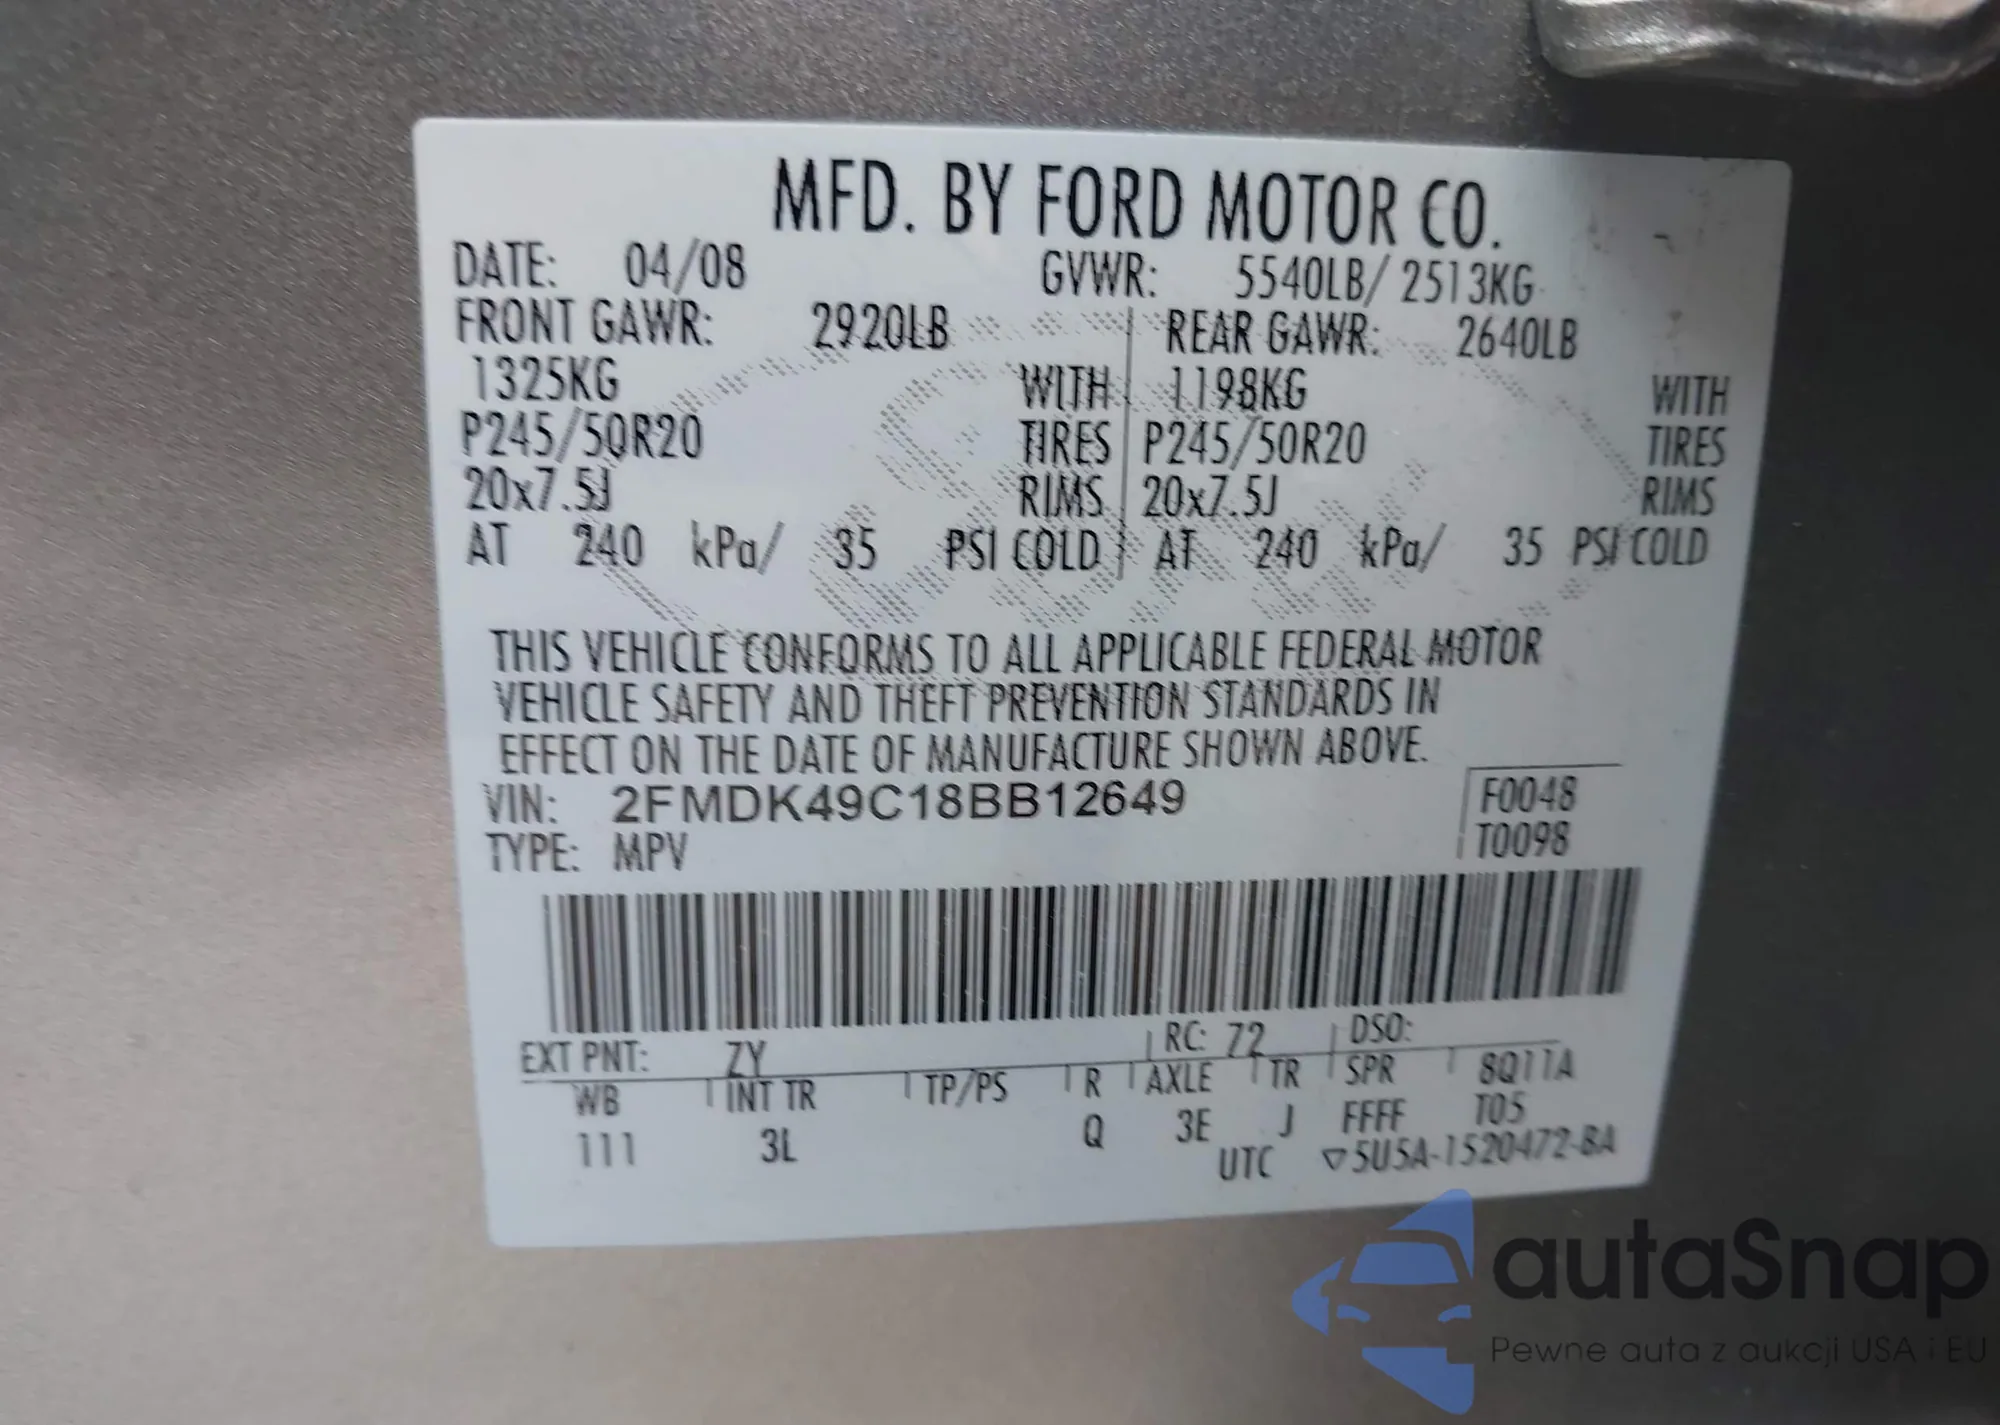 MFD. BY FORD MOTOR CO.
DATE: 04/08 GVWR: 5540LB/ 2513KG
FRONT GAWR: 2920LB REAR GAWR: 2640LB
1325KG WITH 1198KG WITH
P245/50R20 TIRES P245/50R20 TIRES
20x7.5J RIMS 20x7.5J RIMS
AT 240 kPa/ 35 PSI COLD AT 240 kPa/ 35 PSI COLD
THIS VEHICLE CONFORMS TO ALL APPLICABLE FEDERAL MOTOR
VEHICLE SAFETY AND THEFT PREVENTION STANDARDS IN
EFFECT ON THE DATE OF MANUFACTURE SHOWN ABOVE.
VIN: 2FMDK49C18BB12649 F0048
TYPE: MPV T0098
EXT PNT: ZY RC: 72 DSO:
WB INT TR TP/PS R AXLE TR SPR 8Q11A
111 3L Q 3E J FFFF T05
UTC ▽5U5A-1520472-BA
autaSnap
Pewne auta z aukcji USA i EU